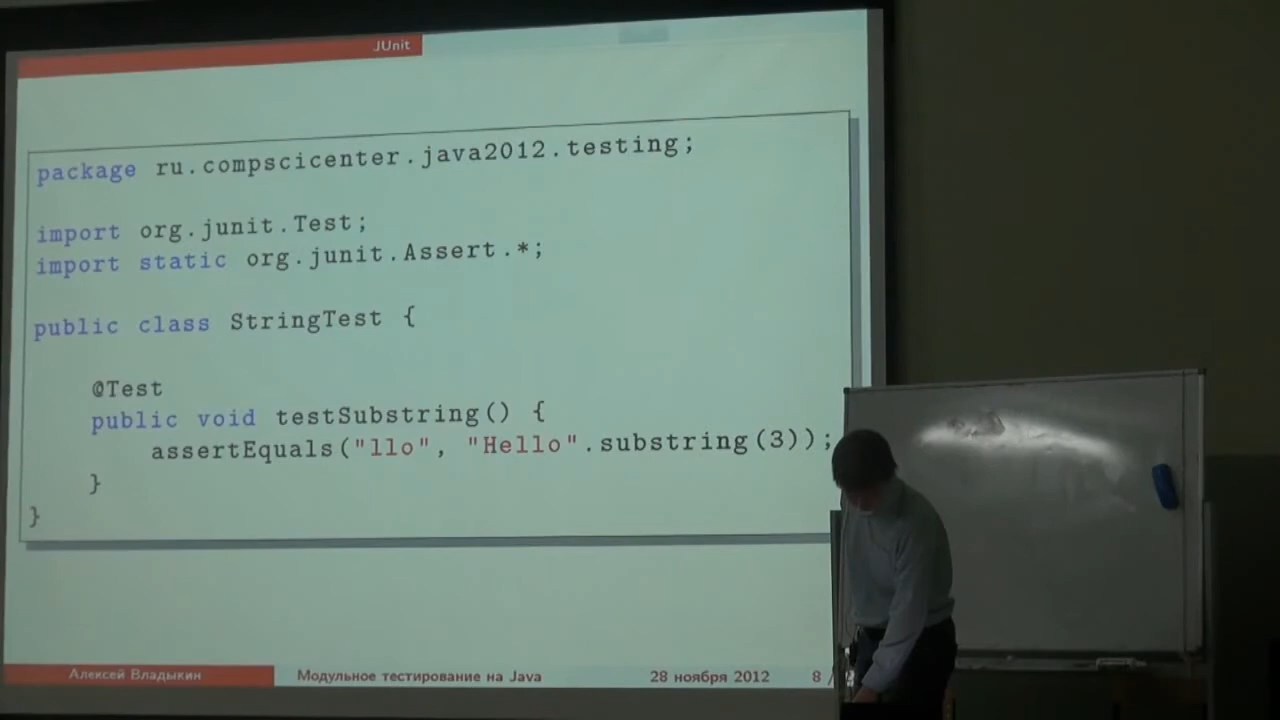 JUnit
package ru.compscicenter.java2012.testing;
import org.junit.Test;
import static org.junit.Assert.*;
public class StringTest {
@Test
public void testSubstring() {
assertEquals("llo", "Hello".substring(3));
}
}
Алексей Владыкин Модульное тестирование на Java 28 ноября 2012 8 /